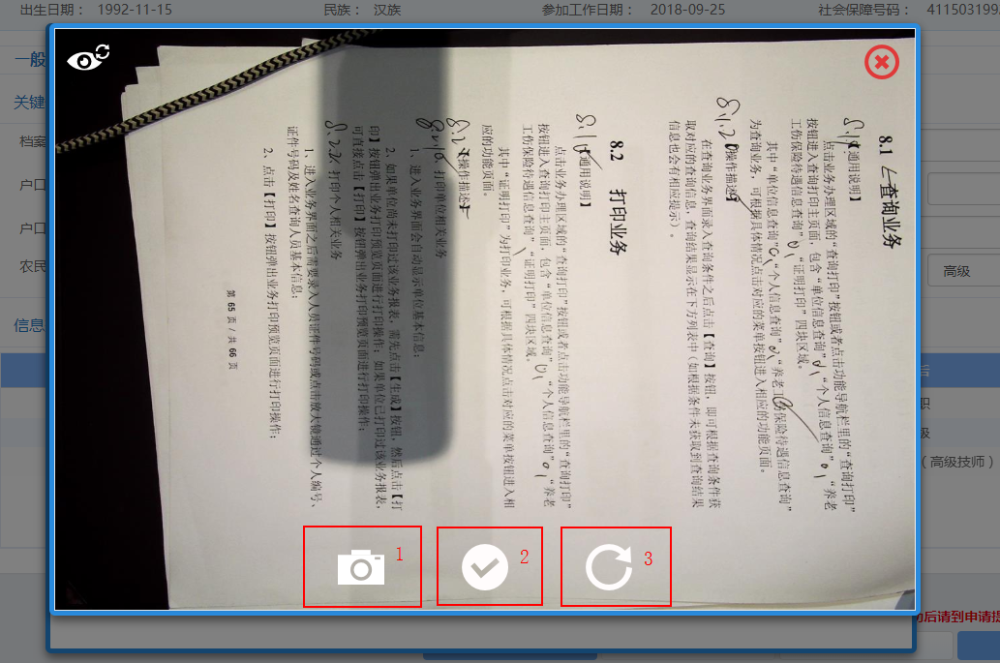 出生日期： 1992-11-15 民族： 汉族 参加工作日期： 2018-09-25 社会保障号码： 411503199
一般
关键
档案
户口
户口
农民
信息
高级
后
职
级
（高级技师）
功后请到申请提
8.1 查询业务
【通用说明】
点击业务办理区域的“查询打印”按钮或者点击功能导航栏里的“查询打印”
按钮进入查询打印主页面，包含“单位信息查询”、“个人信息查询”、“养老
工伤保险待遇信息查询”、“证明打印”四块区域。
其中“单位信息查询”、“个人信息查询”、“养老工伤保险待遇信息查询”
为查询业务，可根据具体情况点击对应的菜单按钮进入相应的功能页面。
8.1.2 【操作描述】
在查询业务界面录入查询条件之后点击【查询】按钮，即可根据查询条件获
取对应的查询信息，查询结果显示在下方列表中（如根据条件未获取到查询结果
信息也会有相应提示）。
8.2 打印业务
【通用说明】
点击业务办理区域的“查询打印”按钮或者点击功能导航栏里的“查询打印”
按钮进入查询打印主页面，包含“单位信息查询”、“个人信息查询”、“养老
工伤保险待遇信息查询”、“证明打印”四块区域。
其中“证明打印”为打印业务，可根据具体情况点击对应的菜单按钮进入相
应的功能页面。
【操作描述】
打印单位相关业务
1、进入业务界面会自动显示单位基本信息；
2、如果单位尚未打印过该业务报表，需先点击【生成】按钮，然后点击【打
印】按钮弹出业务打印预览页面进行打印操作；如果单位已打印过该业务报表，
可直接点击【打印】按钮弹出业务打印预览页面进行打印操作；
8.2.2 打印个人相关业务
1、进入业务界面之后需要录入人员证件号码或点击放大镜通过个人编号、
证件号码及姓名查询人员基本信息；
2、点击【打印】按钮弹出业务打印预览页面进行打印操作；
第 65 页 / 共 66 页
1
2
3